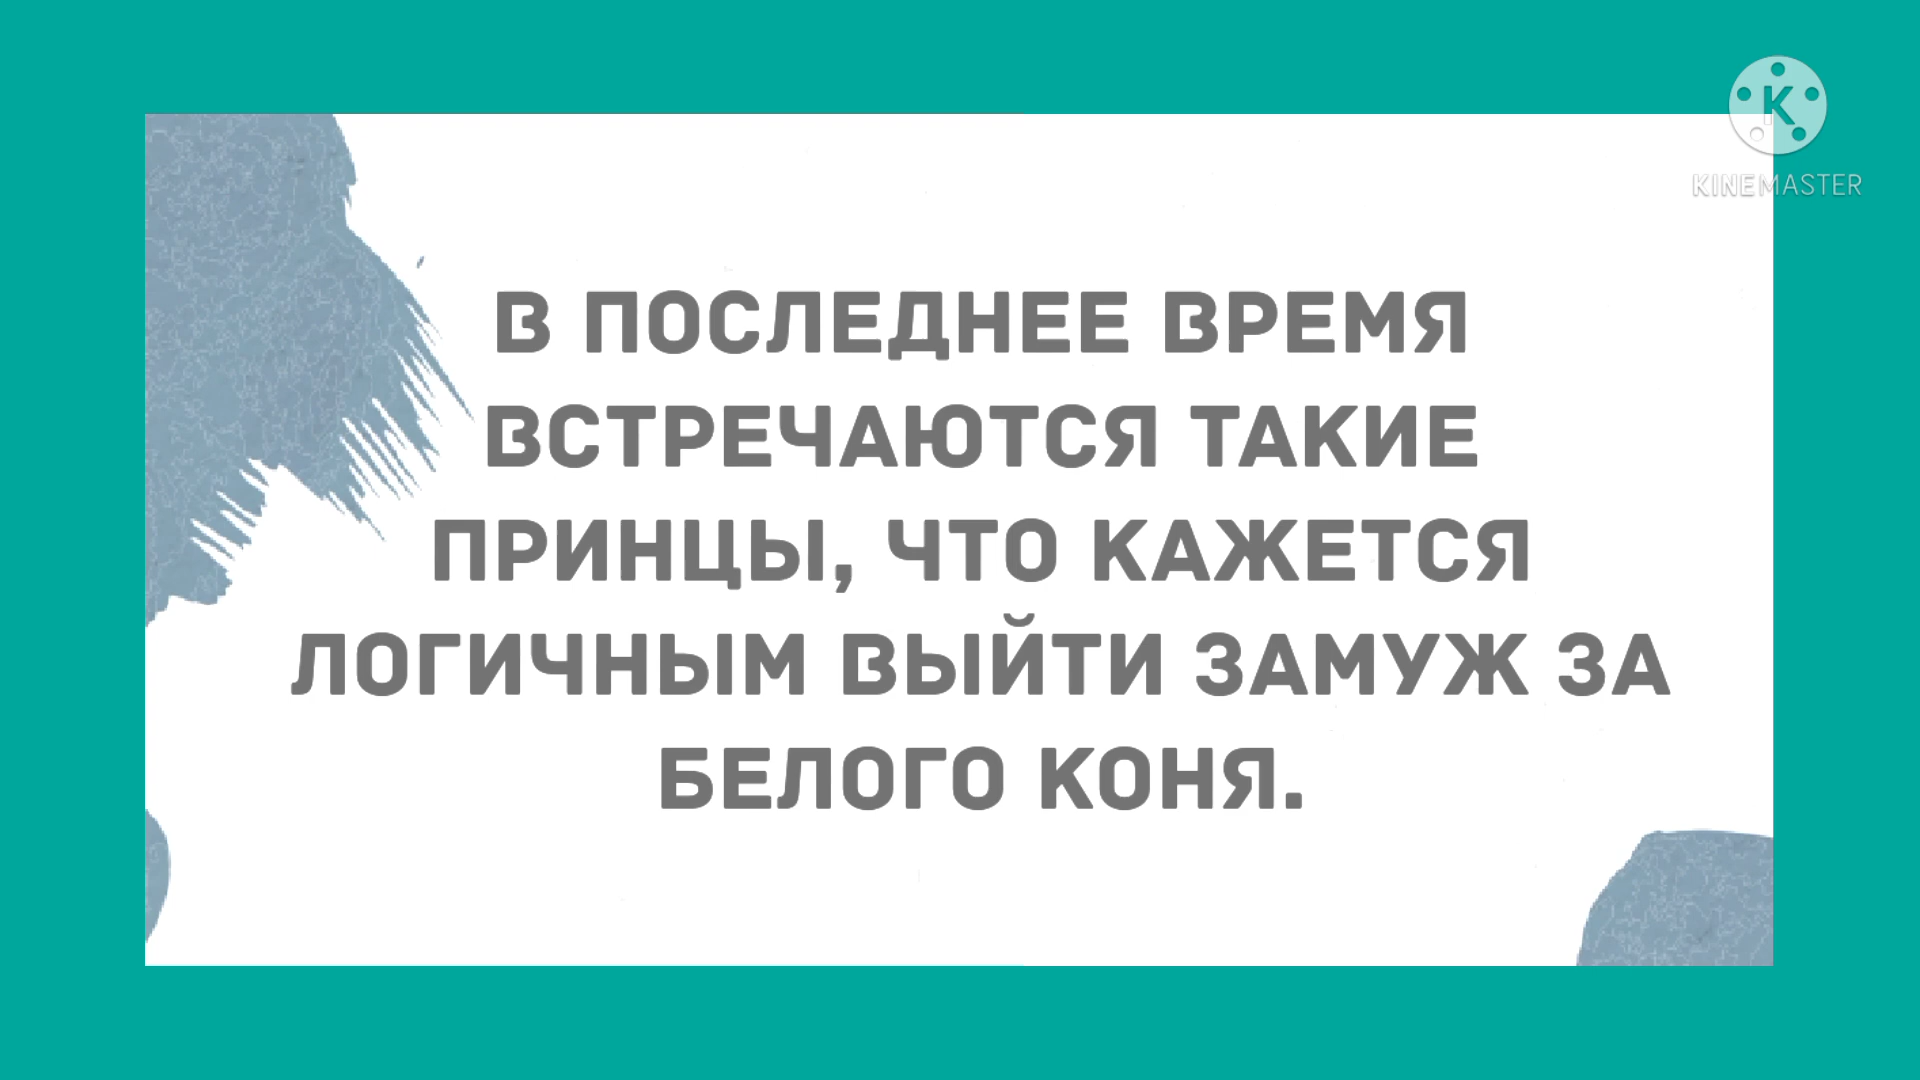 KINEMASTER
В ПОСЛЕДНЕЕ ВРЕМЯ
ВСТРЕЧАЮТСЯ ТАКИЕ
ПРИНЦЫ, ЧТО КАЖЕТСЯ
ЛОГИЧНЫМ ВЫЙТИ ЗАМУЖ ЗА
БЕЛОГО КОНЯ.